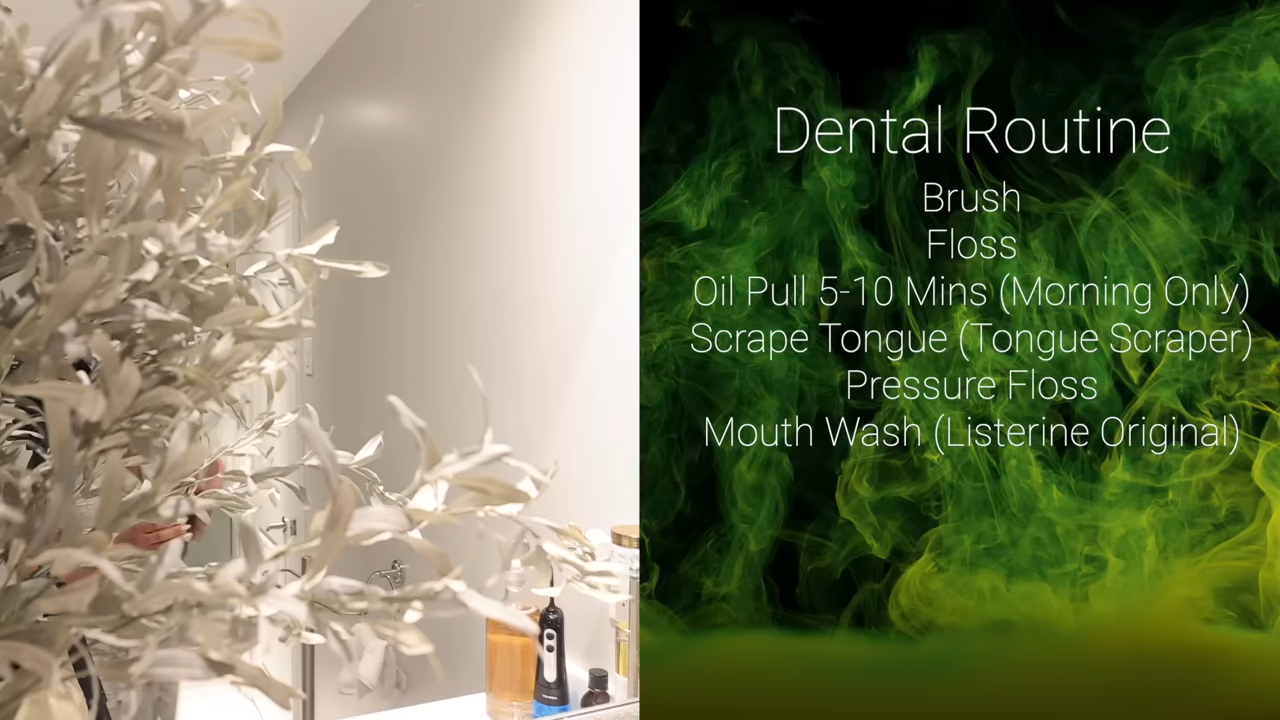 Dental Routine
Brush
Floss
Oil Pull 5-10 Mins (Morning Only)
Scrape Tongue (Tongue Scraper)
Pressure Floss
Mouth Wash (Listerine Original)